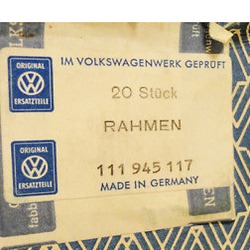 IM VOLKSWAGENWERK GEPRÜFT
ORIGINAL
VW
ERSATZTEILE
20 Stück
RAHMEN
ORIGINAL
VW
ERSATZTEILE
111 945 117
MADE IN GERMANY